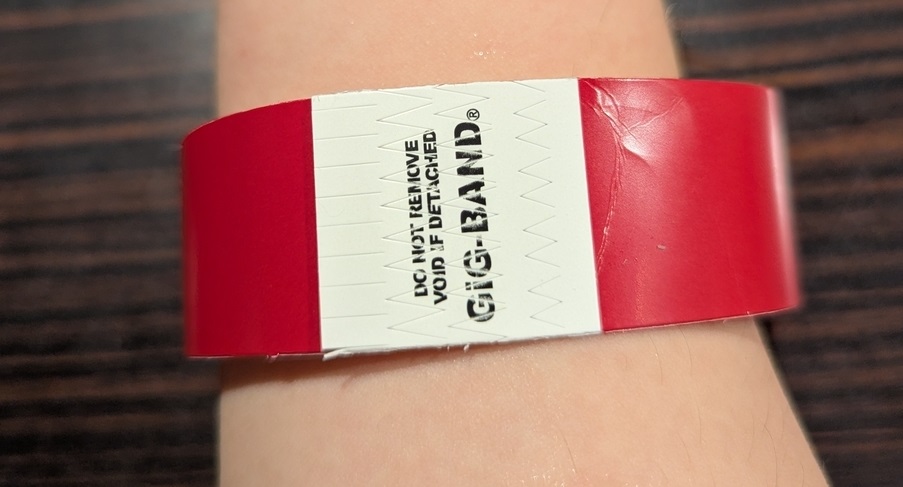 DO NOT REMOVE
VOID IF DETACHED
GIG-BAND®